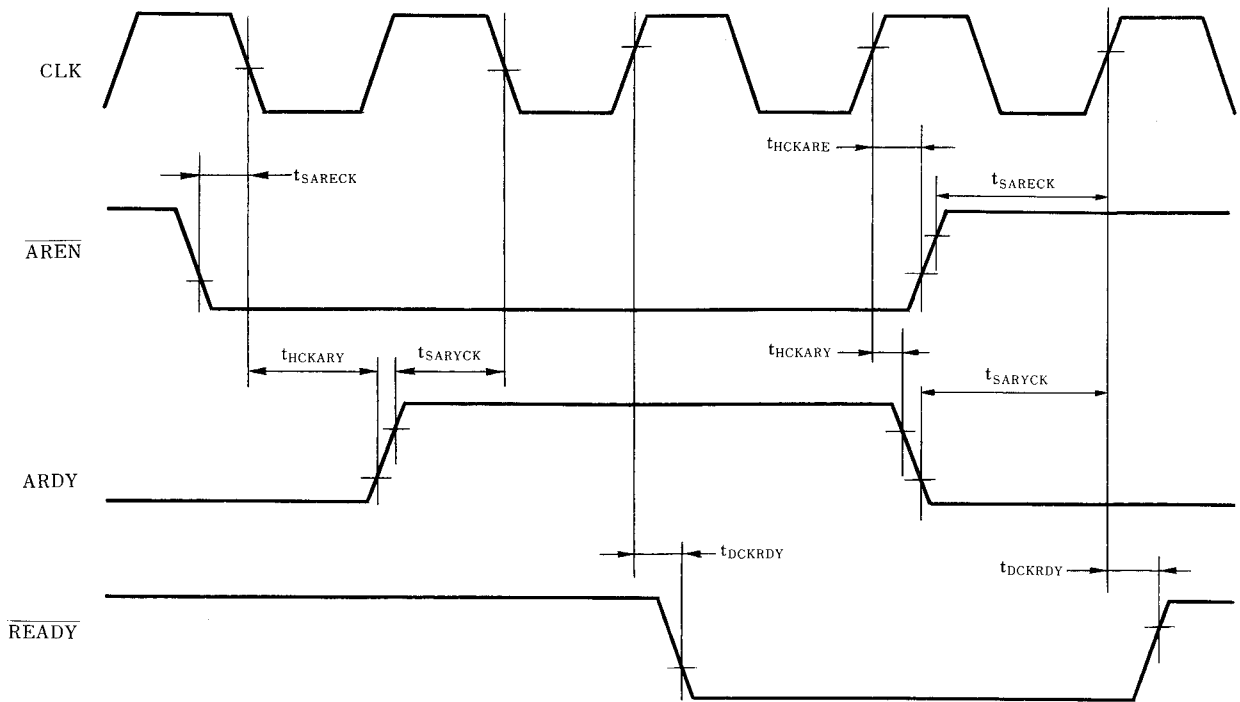 CLK
tHCKARE
tSARECK
tSARECK
AREN
tHCKARY
tSARYCK
tHCKARY
tSARYCK
ARDY
tDCKRDY
tDCKRDY
READY